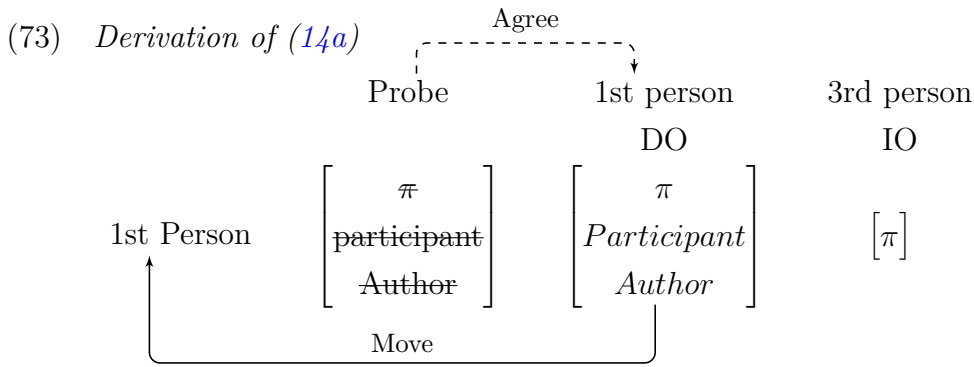 (73) Derivation of (14a)
Agree
Probe 1st person 3rd person
DO IO
π π
1st Person participant Participant [π]
Author Author
Move